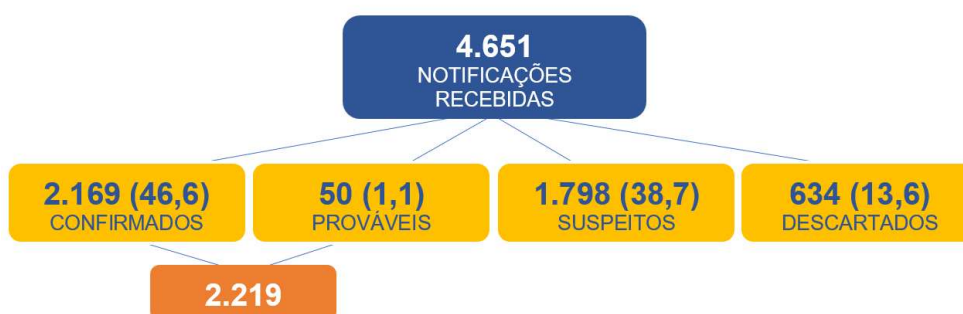 4.651
NOTIFICAÇÕES
RECEBIDAS
2.169 (46,6)
CONFIRMADOS
50 (1,1)
PROVÁVEIS
1.798 (38,7)
SUSPEITOS
634 (13,6)
DESCARTADOS
2.219